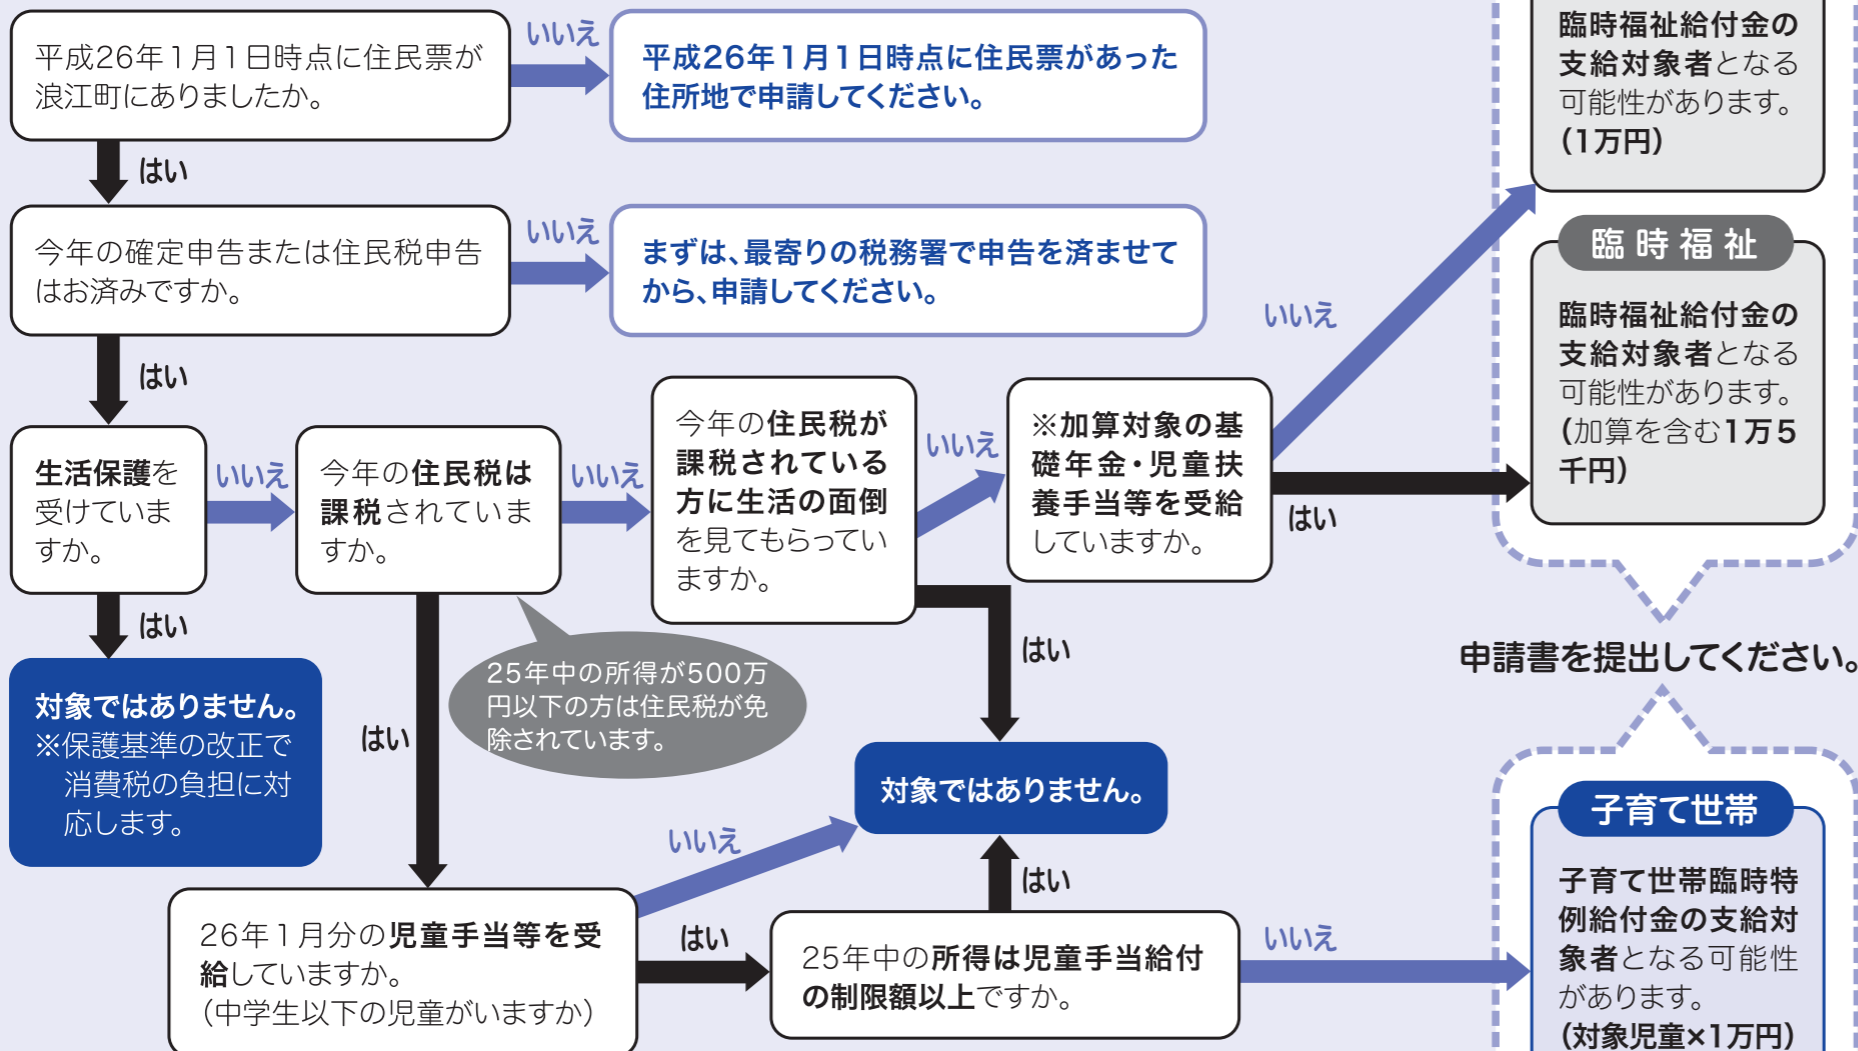 平成26年1月1日時点に住民票が
浪江町にありましたか。
いいえ
平成26年1月1日時点に住民票があった
住所地で申請してください。
はい
今年の確定申告または住民税申告
はお済みですか。
いいえ
まずは、最寄りの税務署で申告を済ませて
から、申請してください。
はい
生活保護を
受けていま
すか。
いいえ
今年の住民税は
課税されていま
すか。
いいえ
今年の住民税が
課税されている
方に生活の面倒
を見てもらってい
ますか。
いいえ
※加算対象の基
礎年金・児童扶
養手当等を受給
していますか。
いいえ
はい
臨時福祉給付金の
支給対象者となる
可能性があります。
(1万円)
臨時福祉
臨時福祉給付金の
支給対象者となる
可能性があります。
(加算を含む1万5
千円)
はい
対象ではありません。
※保護基準の改正で
消費税の負担に対
応します。
はい
25年中の所得が500万
円以下の方は住民税が免
除されています。
はい
対象ではありません。
申請書を提出してください。
26年1月分の児童手当等を受
給していますか。
(中学生以下の児童がいますか)
いいえ
はい
25年中の所得は児童手当給付
の制限額以上ですか。
はい
いいえ
子育て世帯
子育て世帯臨時特
例給付金の支給対
象者となる可能性
があります。
(対象児童×1万円)